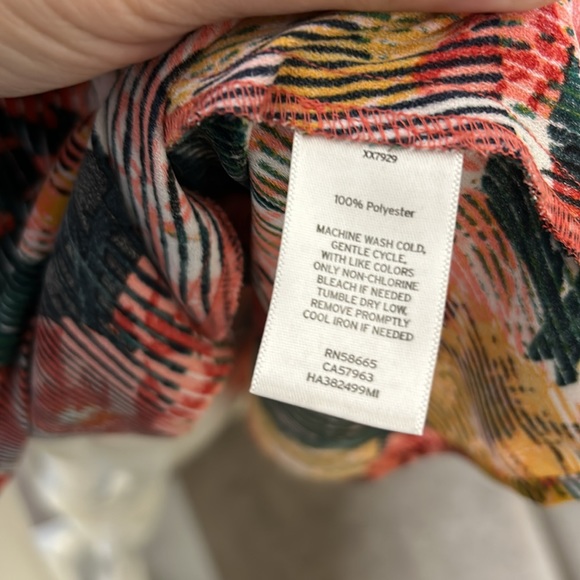 XX7929
100% Polyester
MACHINE WASH COLD,
GENTLE CYCLE,
WITH LIKE COLORS
ONLY NON-CHLORINE
BLEACH IF NEEDED
TUMBLE DRY LOW,
REMOVE PROMPTLY
COOL IRON IF NEEDED
RN58665
CA57963
HA382499MI